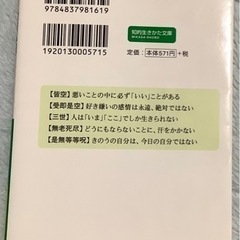 9784837981619
1920130005715
知的生きかた文庫
MIKASA SHOBO
定価:本体571円
+税
【皆空】悪いことの中に必ず「いい」ことがある
【受即是空】好き嫌いの感情は永遠、絶対ではない
【三世】人は「いま」「ここ」でしか生きられない
【無老死尽】どうにもならないことに、汗をかかない
【是無等等呪】きのうの自分は、今日の自分ではない